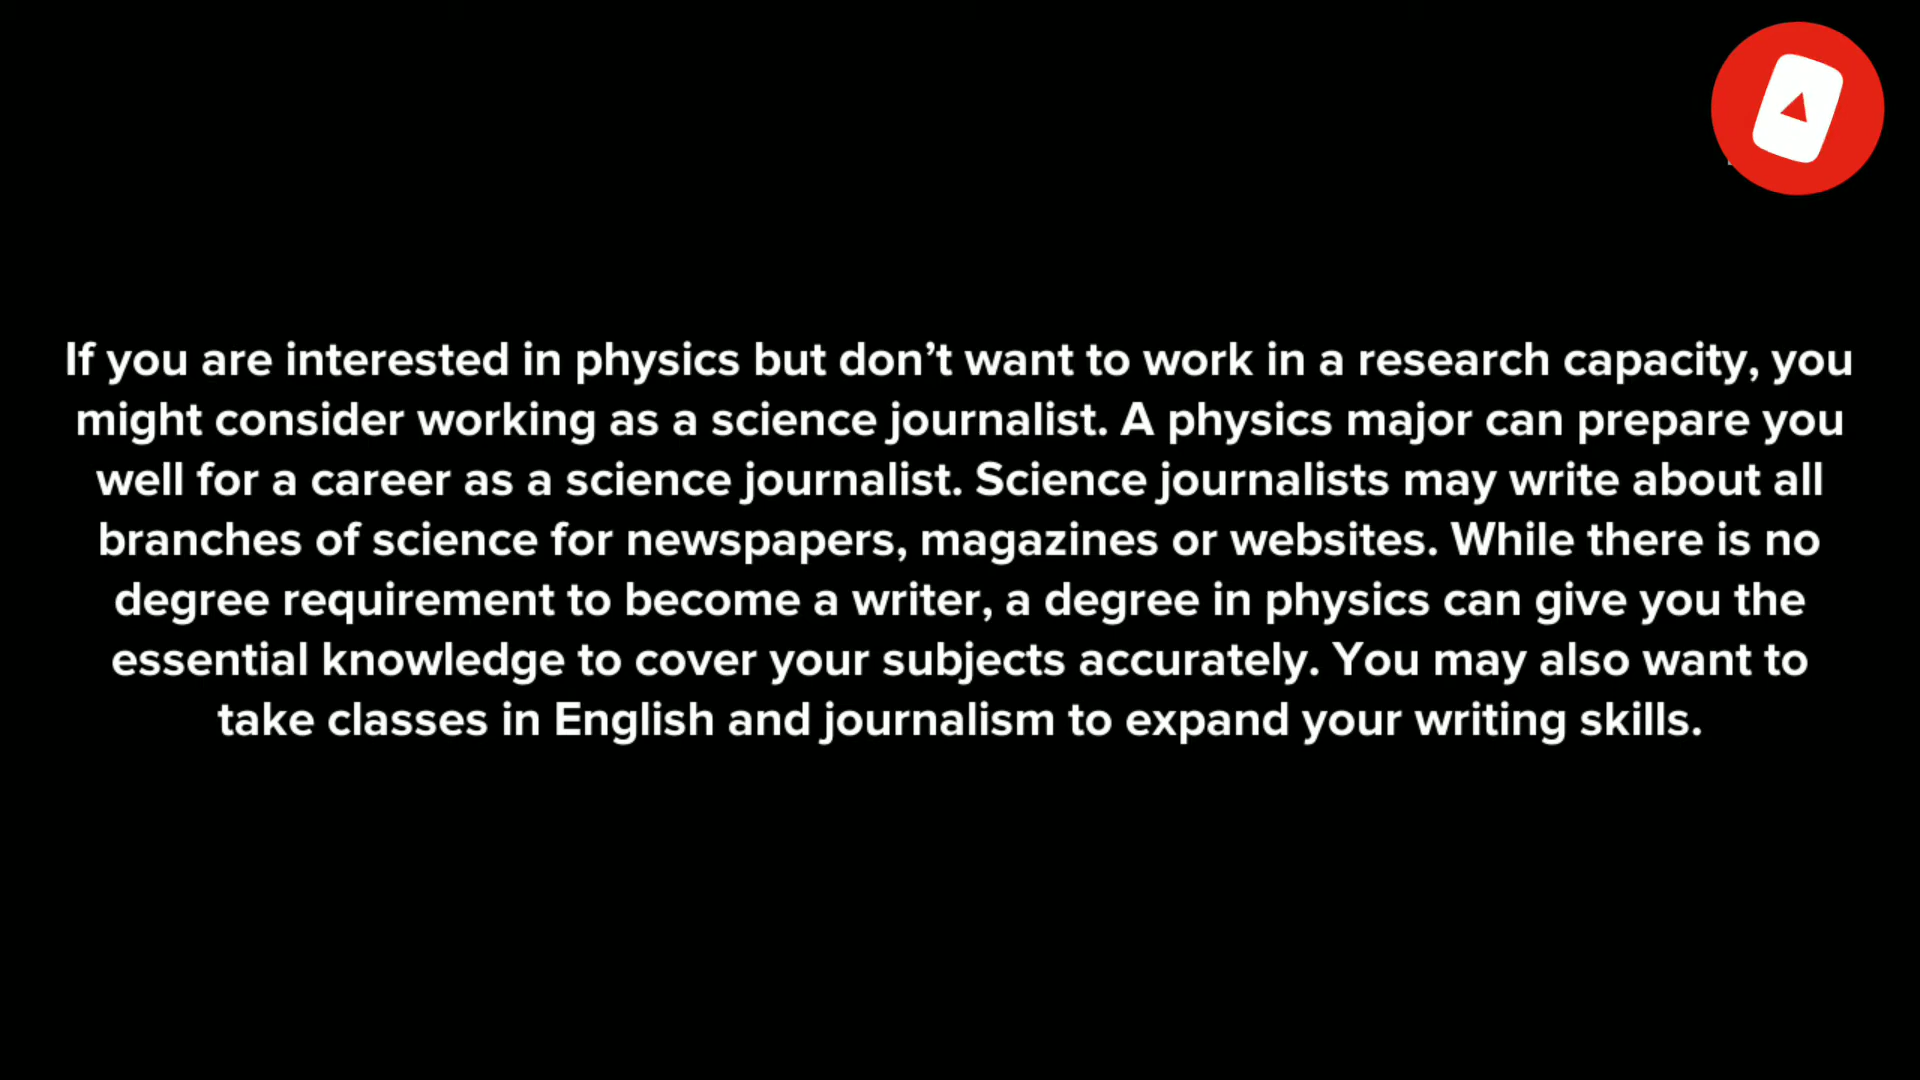 If you are interested in physics but don’t want to work in a research capacity, you
might consider working as a science journalist. A physics major can prepare you
well for a career as a science journalist. Science journalists may write about all
branches of science for newspapers, magazines or websites. While there is no
degree requirement to become a writer, a degree in physics can give you the
essential knowledge to cover your subjects accurately. You may also want to
take classes in English and journalism to expand your writing skills.